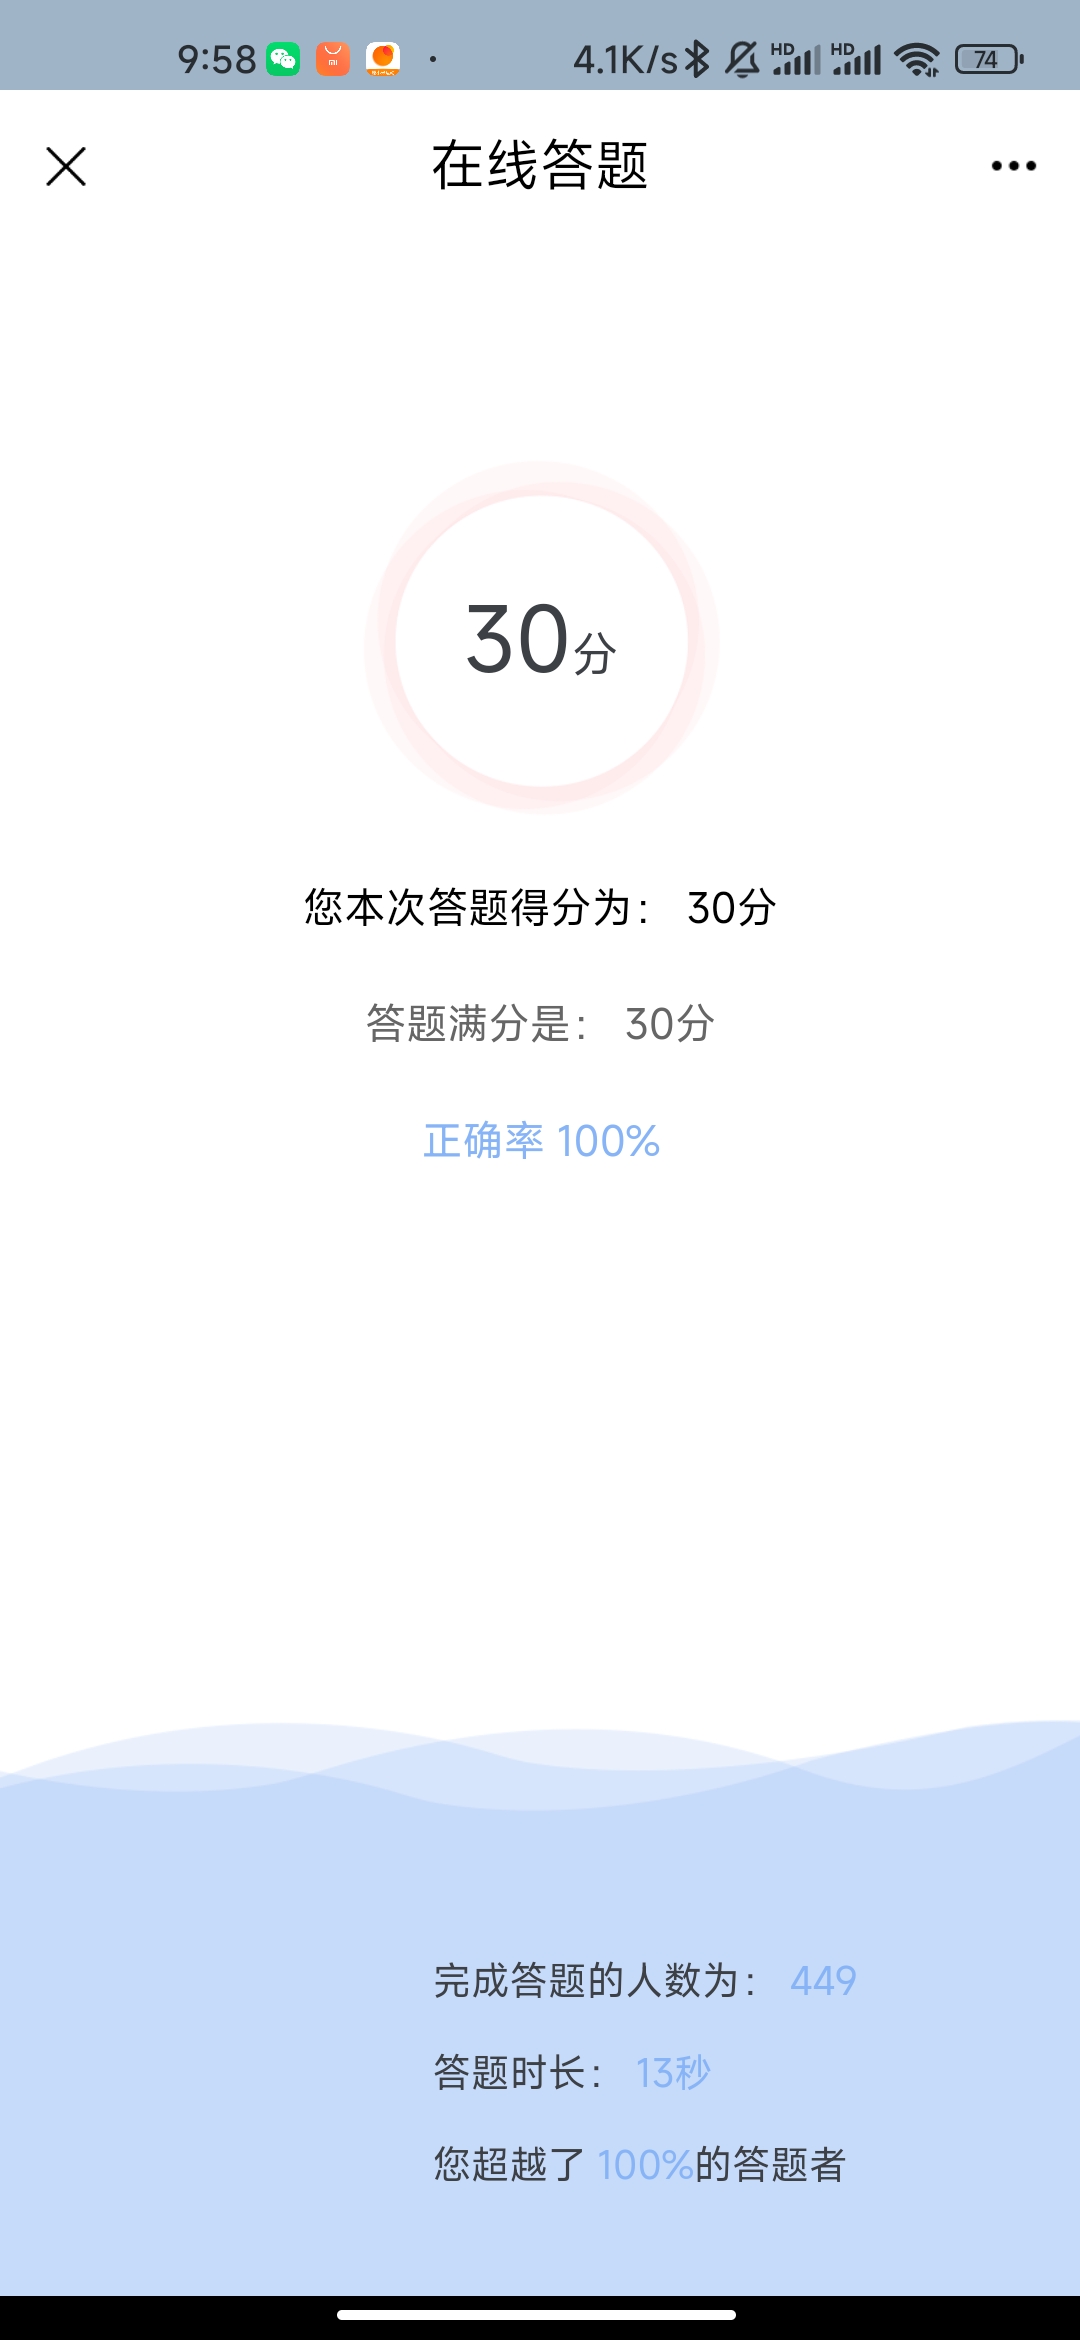 9:58 4.1K/s HD HD 74
在线答题
30分
您本次答题得分为： 30分
答题满分是： 30分
正确率 100%
完成答题的人数为： 449
答题时长： 13秒
您超越了 100%的答题者